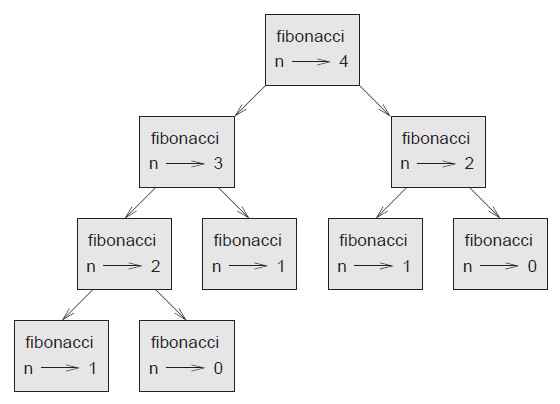 fibonacci
n → 4
fibonacci
n → 3
fibonacci
n → 2
fibonacci
n → 2
fibonacci
n → 1
fibonacci
n → 1
fibonacci
n → 0
fibonacci
n → 1
fibonacci
n → 0